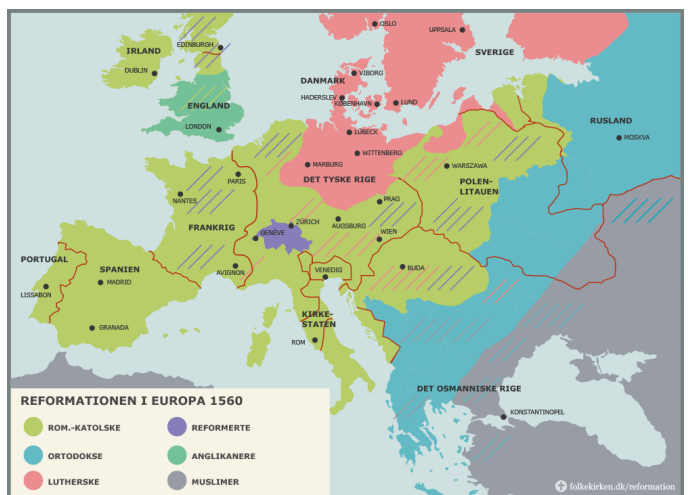 OSLO
UPPSALA
SVERIGE
IRLAND
EDINBURGH
DUBLIN
DANMARK
VIBORG
HADERSLEV
KØBENHAVN
LUND
ENGLAND
LONDON
RUSLAND
MOSKVA
LÜBECK
WITTENBERG
MARBURG
WARSZAWA
DET TYSKE RIGE
POLEN-
LITAUEN
PARIS
NANTES
PRAG
FRANKRIG
ZÜRICH
AUGSBURG
GENÈVE
WIEN
PORTUGAL
SPANIEN
AVIGNON
VENEDIG
BUDA
MADRID
LISSABON
GRANADA
KIRKE-
STATEN
ROM
DET OSMANNISKE RIGE
KONSTANTINOPEL
REFORMATIONEN I EUROPA 1560
ROM.-KATOLSKE
REFORMERTE
ORTODOKSE
ANGLIKANERE
LUTHERSKE
MUSLIMER
folkekirken.dk/reformation